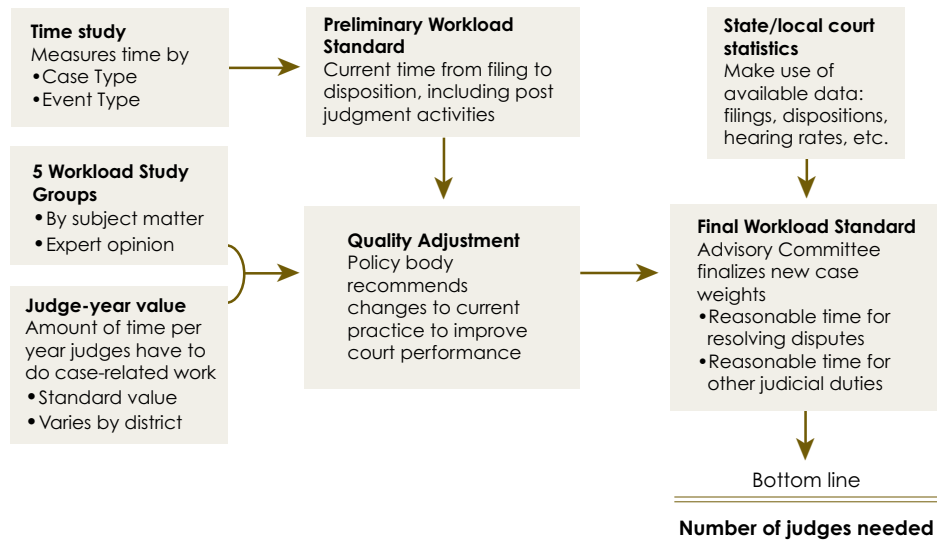 Time study
Measures time by
•Case Type
•Event Type
Preliminary Workload
Standard
Current time from filing to
disposition, including post
judgment activities
State/local court
statistics
Make use of
available data:
filings, dispositions,
hearing rates, etc.
5 Workload Study
Groups
•By subject matter
•Expert opinion
Judge-year value
Amount of time per
year judges have to
do case-related work
•Standard value
•Varies by district
Quality Adjustment
Policy body
recommends
changes to current
practice to improve
court performance
Final Workload Standard
Advisory Committee
finalizes new case
weights
•Reasonable time for
resolving disputes
•Reasonable time for
other judicial duties
Bottom line
Number of judges needed